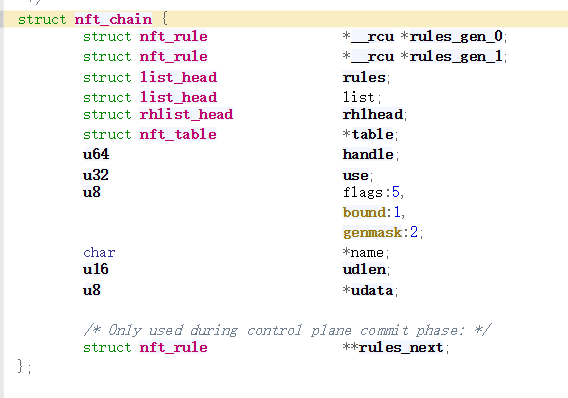 */
struct nft_chain {
struct nft_rule *__rcu *rules_gen_0;
struct nft_rule *__rcu *rules_gen_1;
struct list_head rules;
struct list_head list;
struct rhlist_head rhlhead;
struct nft_table *table;
u64 handle;
u32 use;
u8 flags:5,
bound:1,
genmask:2;
char *name;
u16 udlen;
u8 *udata;
/* Only used during control plane commit phase: */
struct nft_rule **rules_next;
};